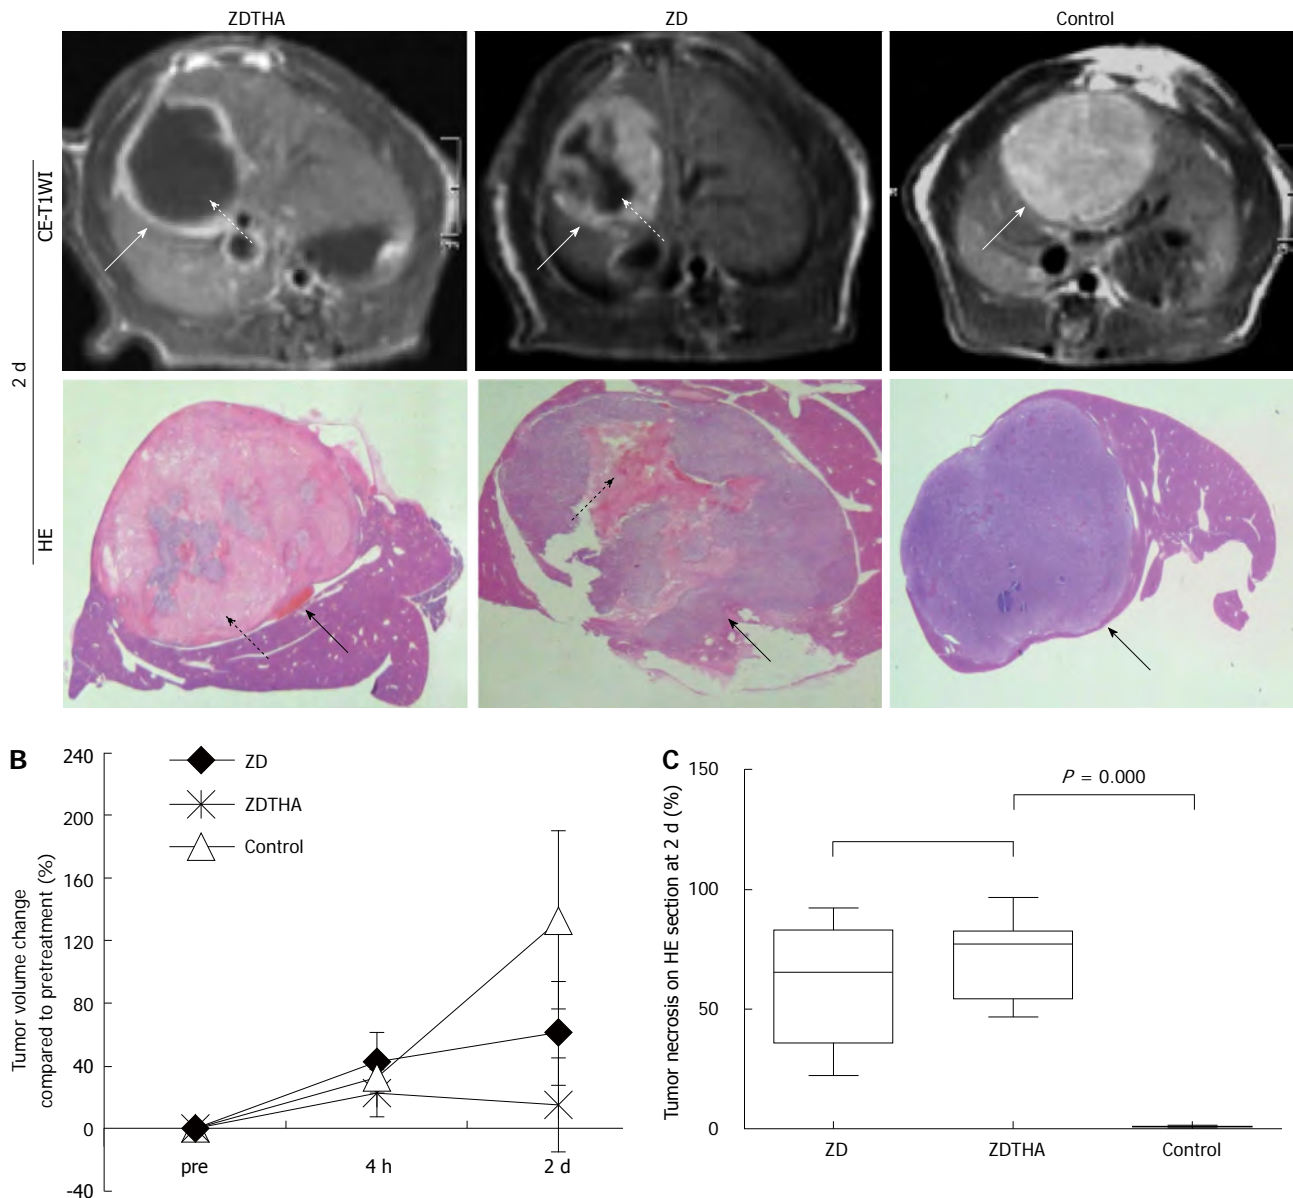 ZDTHA
ZD
Control
CE-T1WI
2 d
HE
B
240
200
160
120
80
40
0
-40
Tumor volume change
compared to pretreatment (%)
ZD
ZDTHA
Control
pre
4 h
2 d
C
150
100
50
0
Tumor necrosis on HE section at 2 d (%)
P = 0.000
ZD
ZDTHA
Control